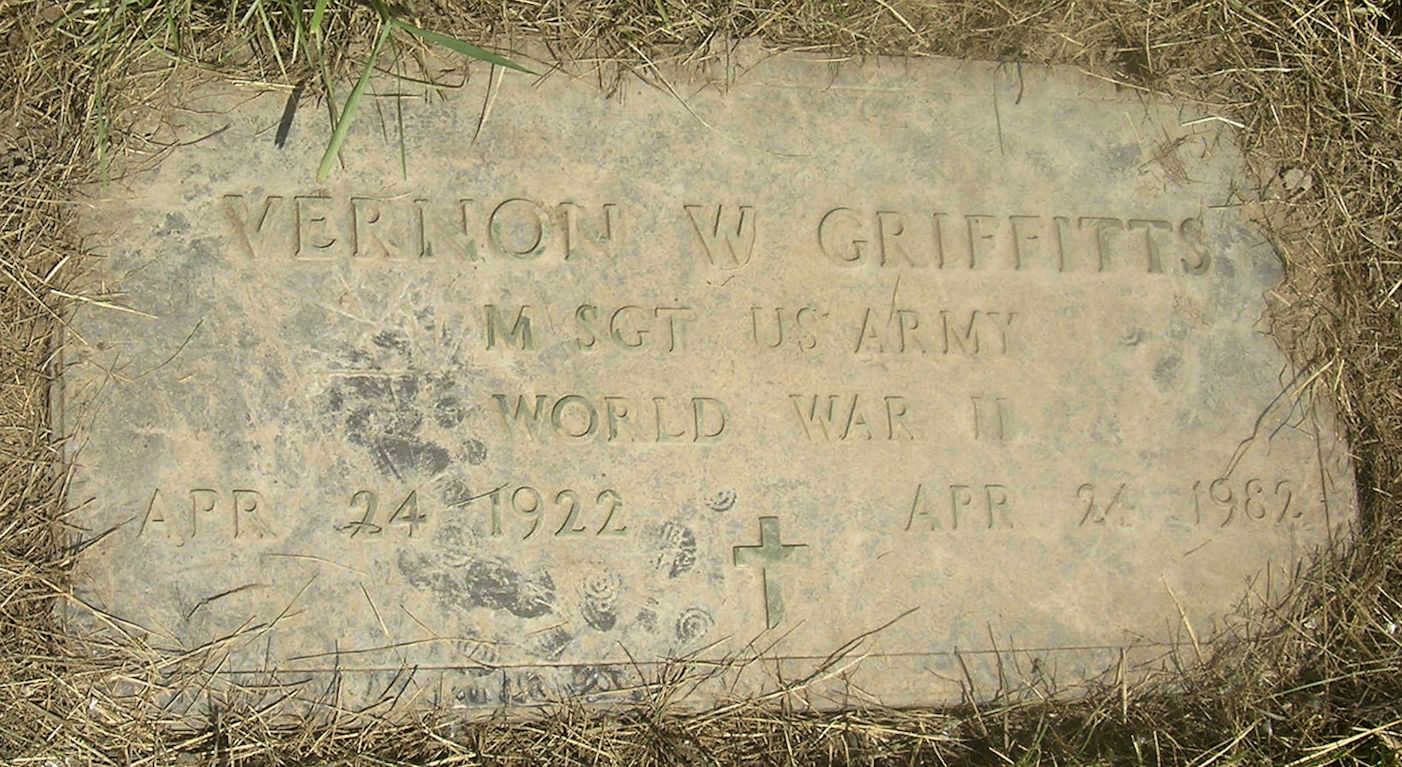 VERNON W GRIFFITTS
M SGT US ARMY
WORLD WAR II
APR 24 1922 APR 24 1982